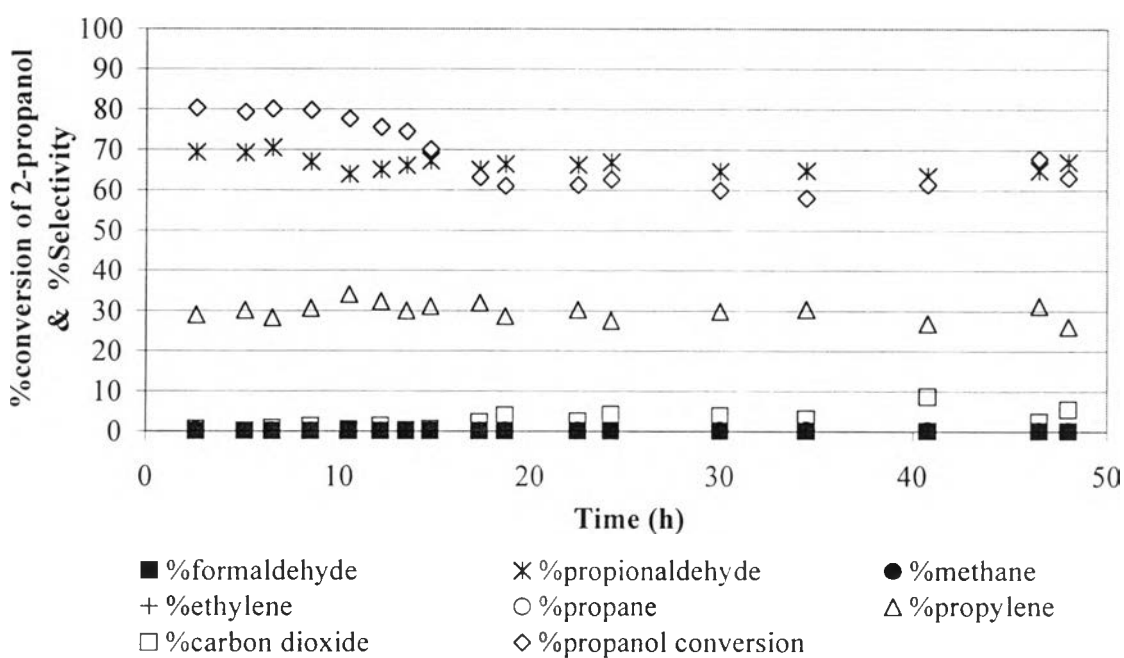 %conversion of 2-propanol
& %Selectivity
100
90
80
70
60
50
40
30
20
10
0
0 10 20 30 40 50
Time (h)
%formaldehyde %propionaldehyde %methane
%ethylene %propane %propylene
%carbon dioxide %propanol conversion